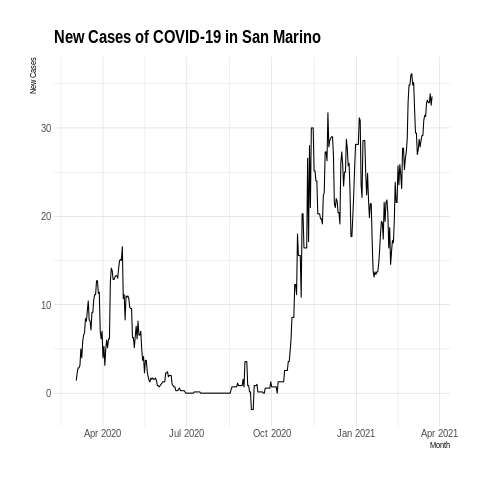 New Cases of COVID-19 in San Marino
New Cases
30
20
10
0
Apr 2020 Jul 2020 Oct 2020 Jan 2021 Apr 2021
Month